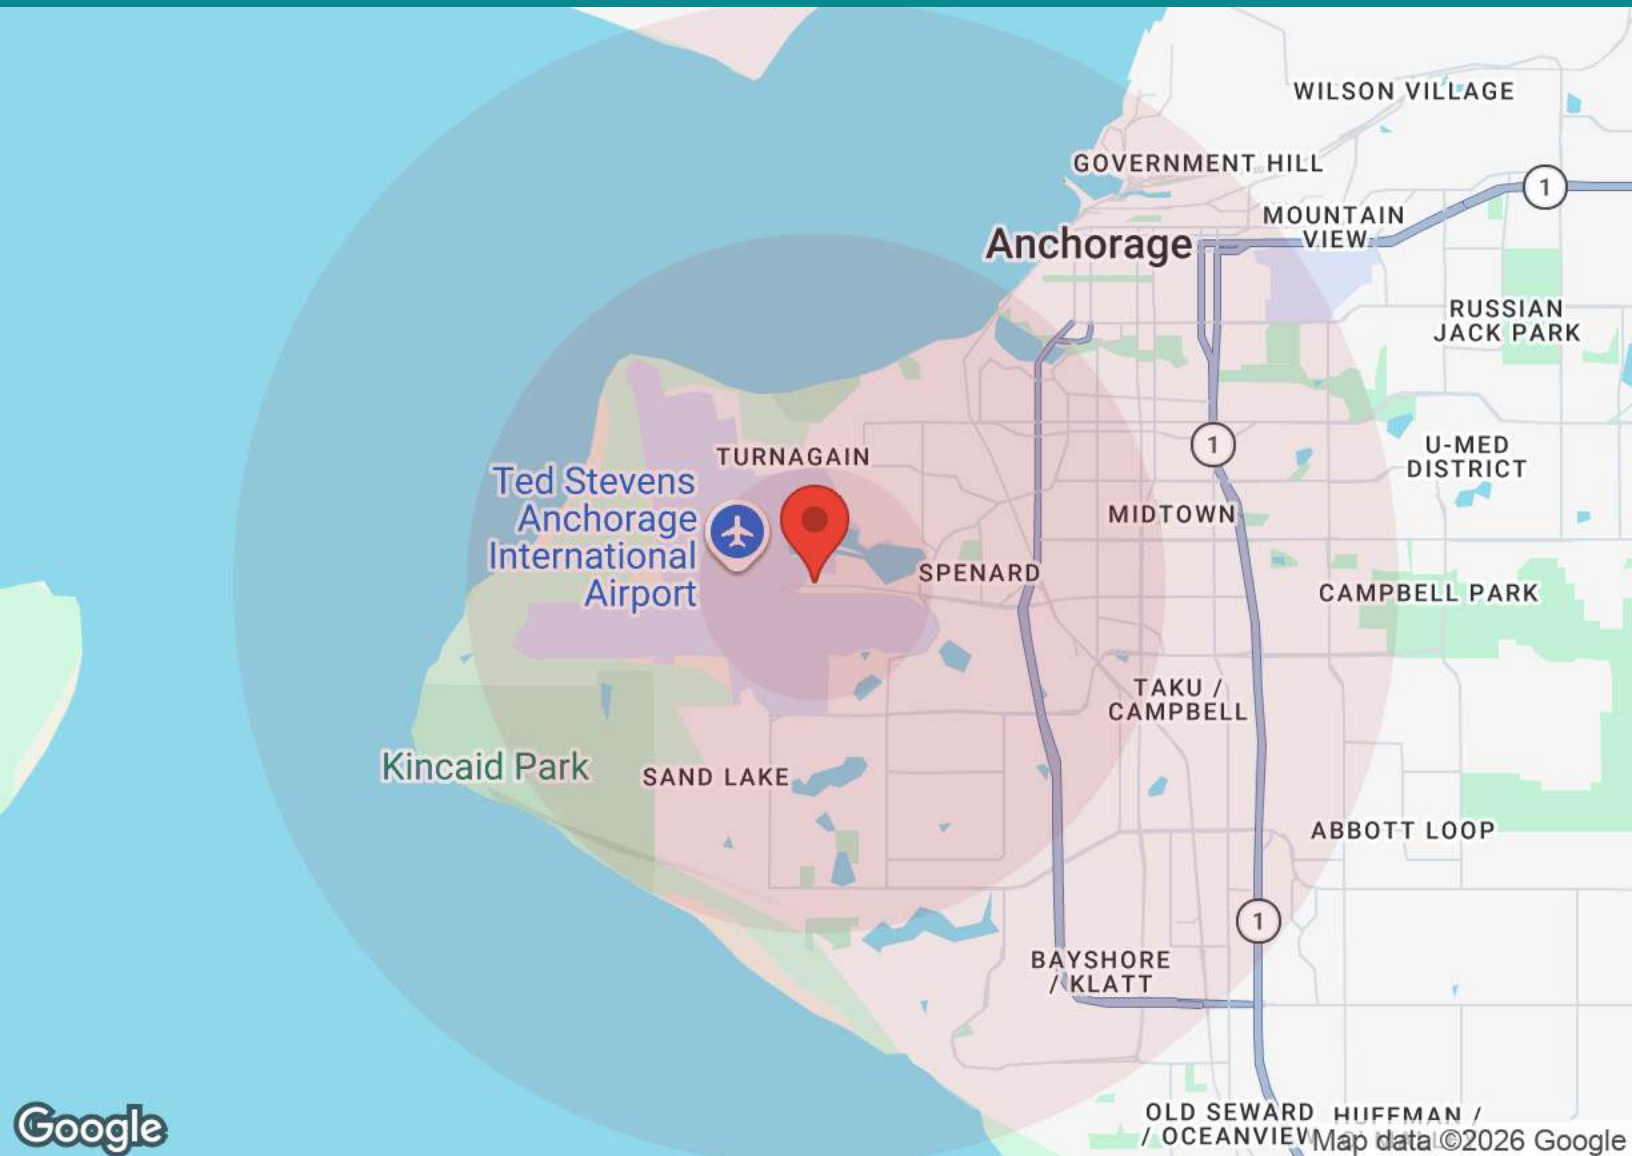 WILSON VILLAGE
GOVERNMENT HILL
1
MOUNTAIN
VIEW
Anchorage
RUSSIAN
JACK PARK
TURNAGAIN
1
U-MED
DISTRICT
Ted Stevens
Anchorage
International
Airport
MIDTOWN
SPENARD
CAMPBELL PARK
TAKU /
CAMPBELL
Kincaid Park
SAND LAKE
ABBOTT LOOP
1
BAYSHORE
/ KLATT
OLD SEWARD
/ OCEANVIEW
HUFFMAN /
Google
Map data ©2026 Google